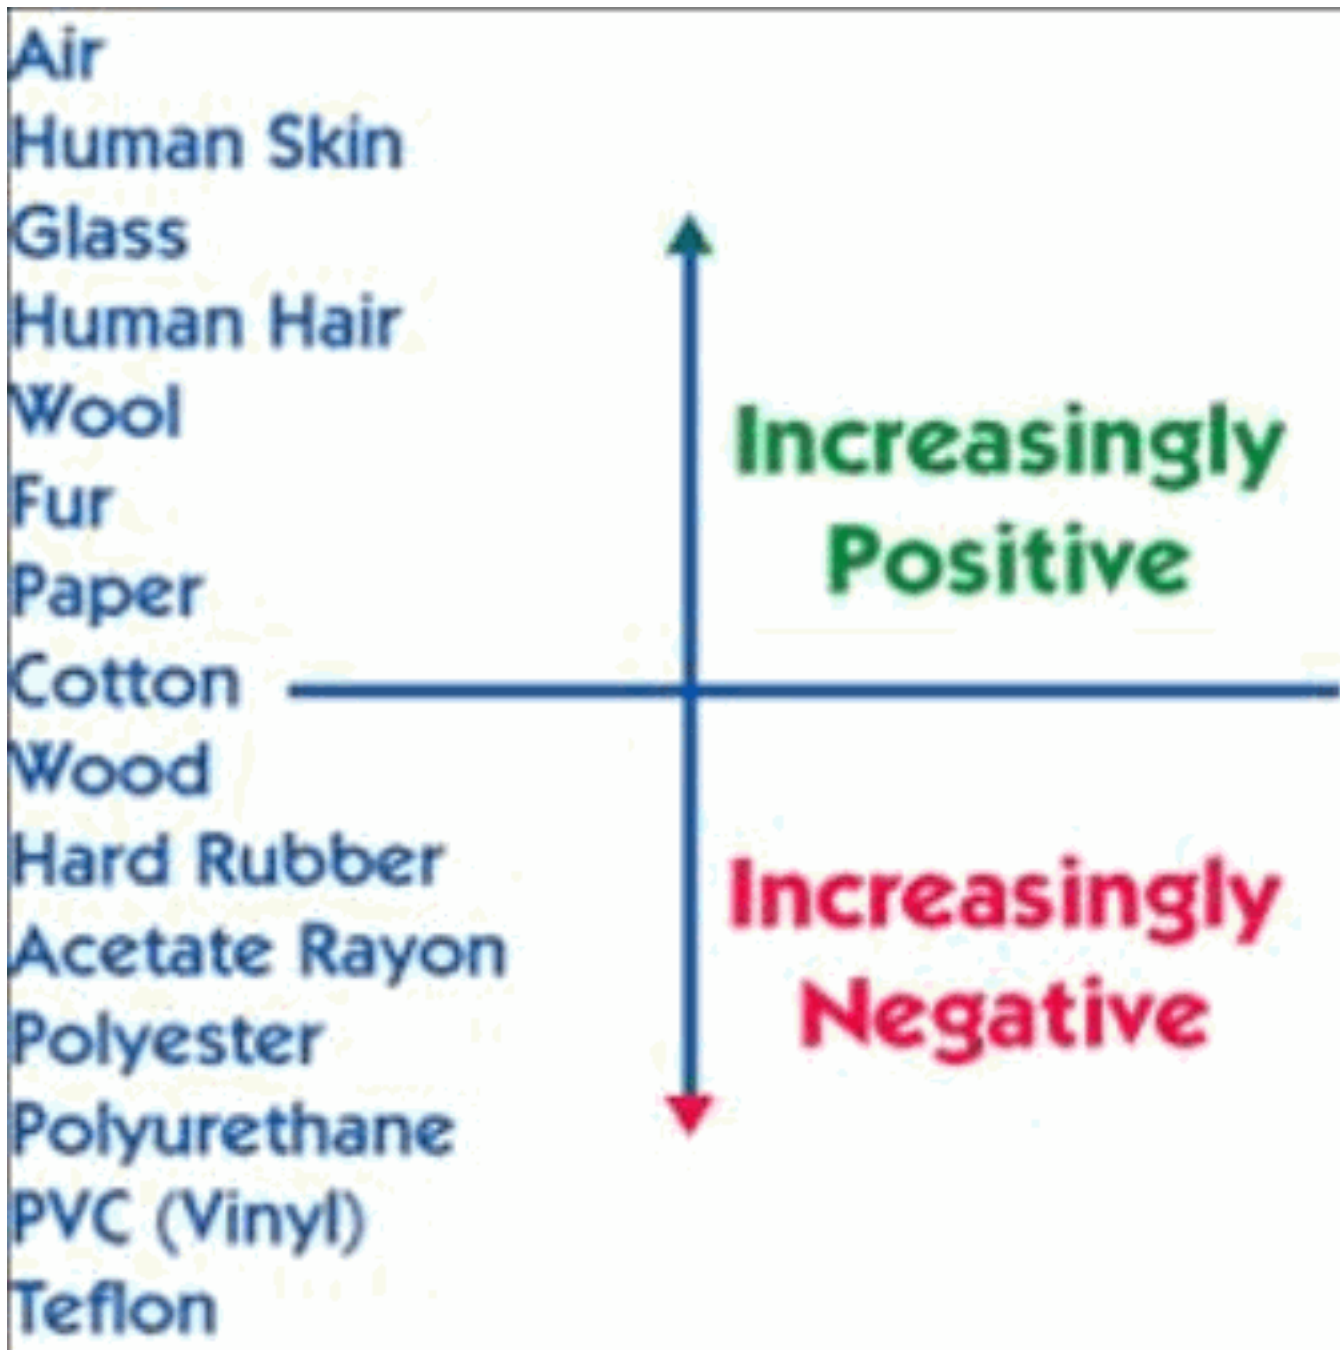 Air
Human Skin
Glass
Human Hair
Wool
Fur
Paper
Cotton
Wood
Hard Rubber
Acetate Rayon
Polyester
Polyurethane
PVC (Vinyl)
Teflon
Increasingly
Positive
Increasingly
Negative